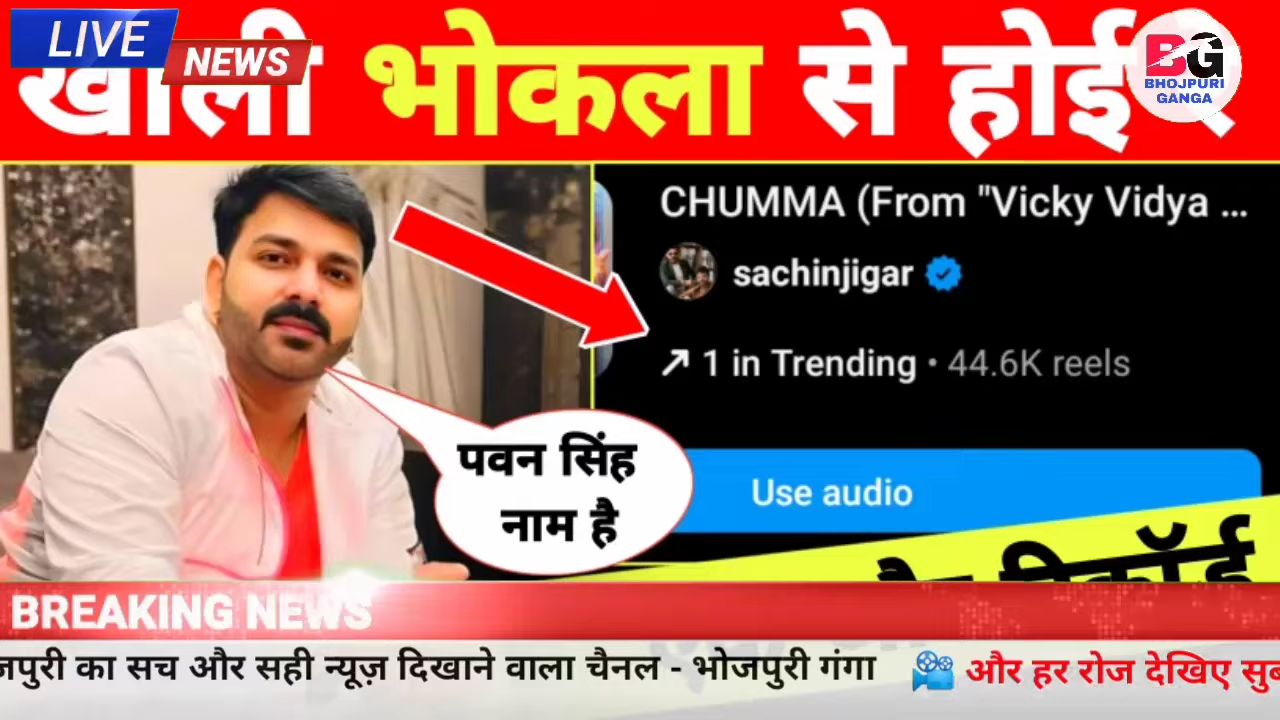 LIVE
NEWS
खाली भोकला से होई
BG
BHOJPURI
GANGA
CHUMMA (From "Vicky Vidya ...
sachinjigar
1 in Trending • 44.6K reels
पवन सिंह
नाम है
Use audio
रिकॉर्ड
BREAKING NEWS
जपुरी का सच और सही न्यूज़ दिखाने वाला चैनल - भोजपुरी गंगा
और हर रोज देखिए सुब